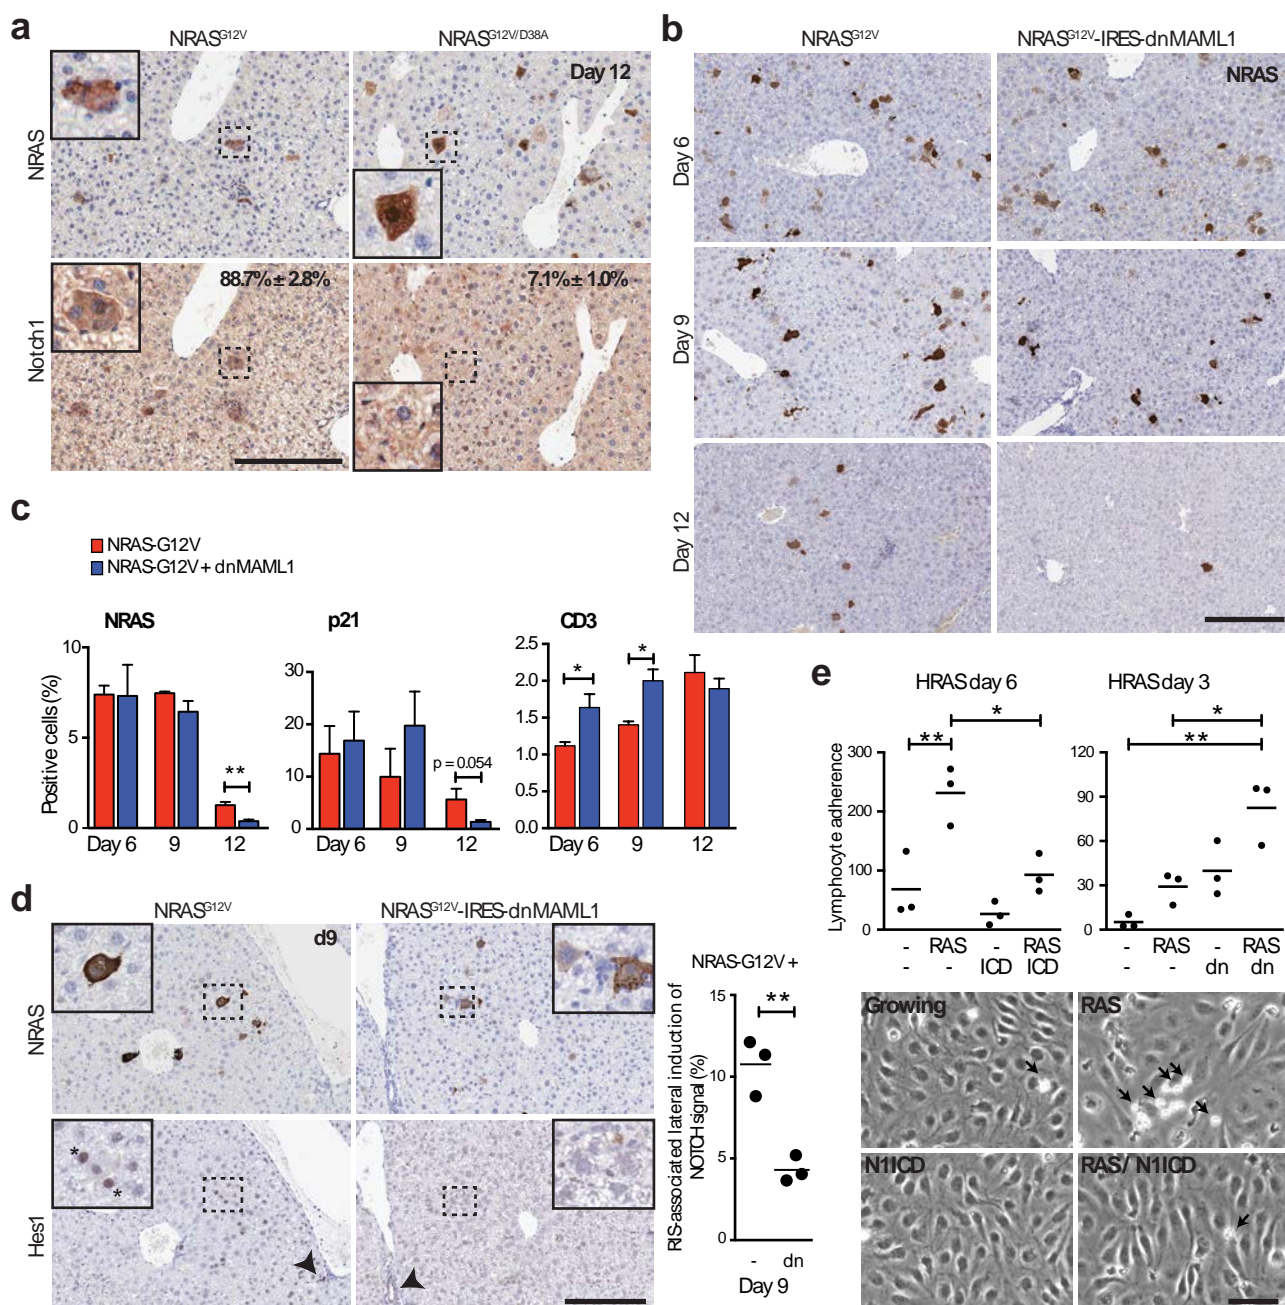 a
NRAS^G12V
NRAS^G12V/D38A
Day 12
NRAS
88.7% ± 2.8%
7.1% ± 1.0%
Notch1
b
NRAS^G12V
NRAS^G12V-IRES-dnMAML1
NRAS
Day 6
Day 9
Day 12
c
NRAS-G12V
NRAS-G12V + dnMAML1
NRAS
p21
CD3
Positive cells (%)
10
5
0
Day 6
9
12
**
30
20
10
0
Day 6
9
12
p = 0.054
2.5
2.0
1.5
1.0
0.5
0
Day 6
9
12
*
*
d
NRAS^G12V
NRAS^G12V-IRES-dnMAML1
d9
NRAS
Hes1
*
*
NRAS-G12V +
RIS-associated lateral induction of
NOTCH signal (%)
15
10
5
0
**
-
dn
Day 9
e
HRAS day 6
HRAS day 3
Lymphocyte adherence
300
200
100
0
**
*
- RAS - RAS
- - ICD ICD
120
90
60
30
0
*
**
- RAS - RAS
- - dn dn
Growing
RAS
N1ICD
RAS/ N1ICD